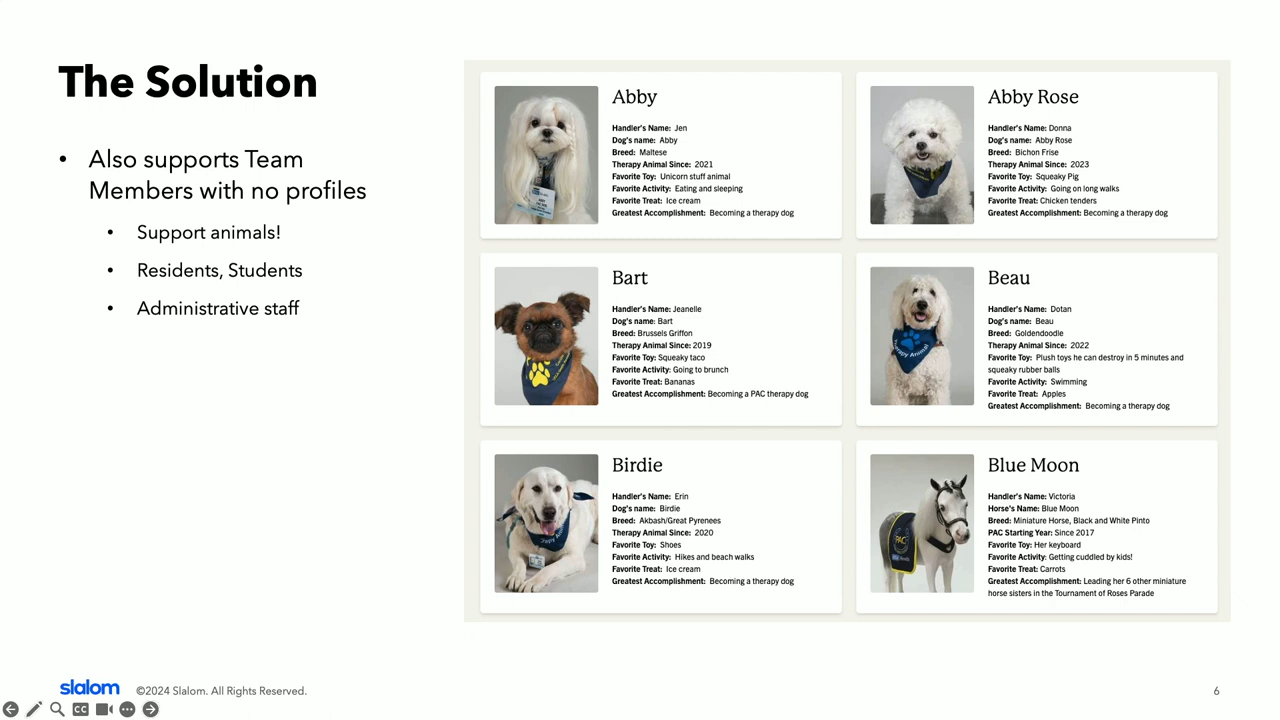 The Solution
• Also supports Team
Members with no profiles
• Support animals!
• Residents, Students
• Administrative staff
Abby
Handler's Name: Jen
Dog's name: Abby
Breed: Maltese
Therapy Animal Since: 2021
Favorite Toy: Unicorn stuff animal
Favorite Activity: Eating and sleeping
Favorite Treat: Ice cream
Greatest Accomplishment: Becoming a therapy dog
Abby Rose
Handler's Name: Donna
Dog's name: Abby Rose
Breed: Bichon Frise
Therapy Animal Since: 2023
Favorite Toy: Squeaky Pig
Favorite Activity: Going on long walks
Favorite Treat: Chicken tenders
Greatest Accomplishment: Becoming a therapy dog
Bart
Handler's Name: Jeanelle
Dog's name: Bart
Breed: Brussels Griffon
Therapy Animal Since: 2019
Favorite Toy: Squeaky taco
Favorite Activity: Going to brunch
Favorite Treat: Bananas
Greatest Accomplishment: Becoming a PAC therapy dog
Beau
Handler's Name: Dotan
Dog's name: Beau
Breed: Goldendoodle
Therapy Animal Since: 2022
Favorite Toy: Plush toys he can destroy in 5 minutes and
squeaky rubber balls
Favorite Activity: Swimming
Favorite Treat: Apples
Greatest Accomplishment: Becoming a therapy dog
Therapy Animal
Birdie
Handler's Name: Erin
Dog's name: Birdie
Breed: Akbash/Great Pyrenees
Therapy Animal Since: 2020
Favorite Toy: Shoes
Favorite Activity: Hikes and beach walks
Favorite Treat: Ice cream
Greatest Accomplishment: Becoming a therapy dog
Blue Moon
Handler's Name: Victoria
Horse's Name: Blue Moon
Breed: Miniature Horse, Black and White Pinto
PAC Starting Year: Since 2017
Favorite Toy: Her keyboard
Favorite Activity: Getting cuddled by kids!
Favorite Treat: Carrots
Greatest Accomplishment: Leading her 6 other miniature
horse sisters in the Tournament of Roses Parade
PAC
slalom
©2024 Slalom. All Rights Reserved.
6
CC